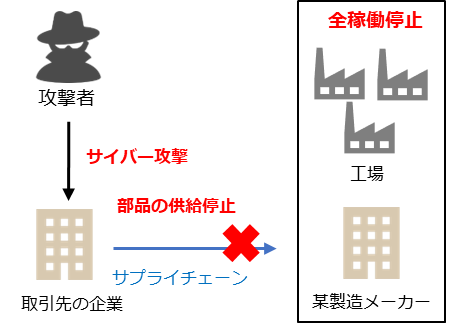 全稼働停止
攻撃者
サイバー攻撃
工場
部品の供給停止
サプライチェーン
取引先の企業
某製造メーカー